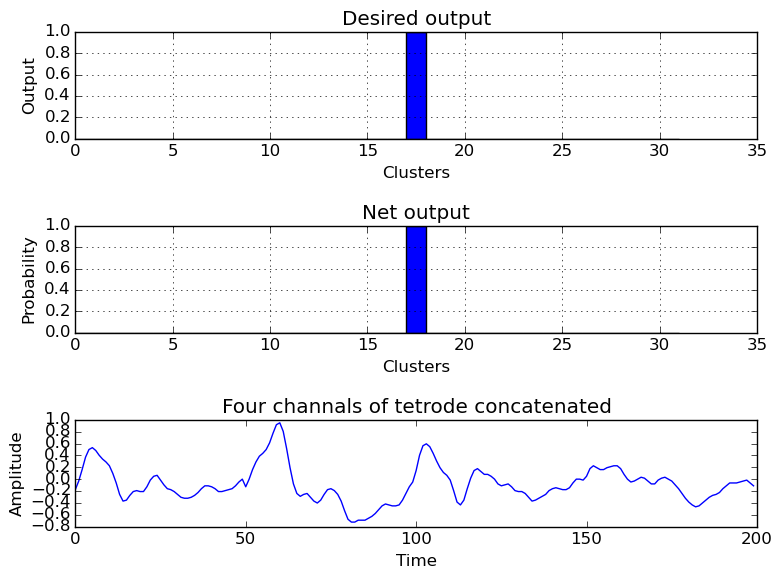 Desired output
1.0
0.8
0.6
0.4
0.2
0.0
Output
0 5 10 15 20 25 30 35
Clusters
Net output
1.0
0.8
0.6
0.4
0.2
0.0
Probability
0 5 10 15 20 25 30 35
Clusters
Four channals of tetrode concatenated
1.0
0.8
0.6
0.4
0.2
0.0
−0.2
−0.4
−0.6
−0.8
Amplitude
0 50 100 150 200
Time